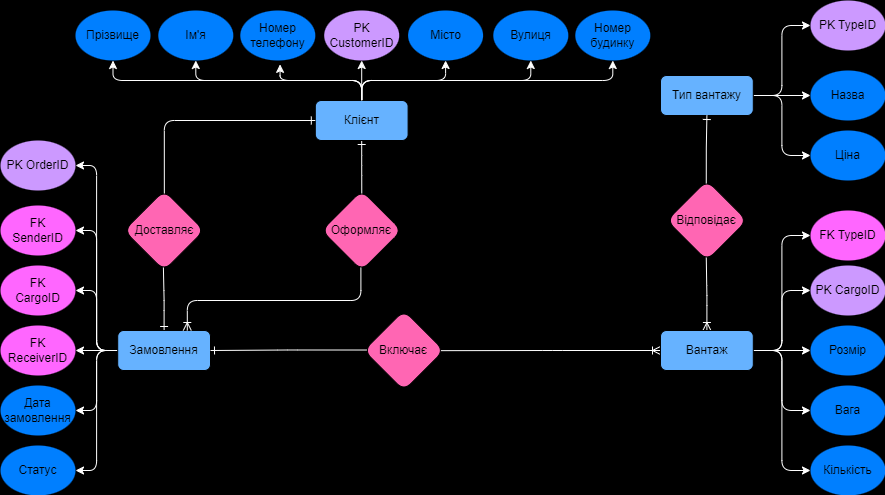 Прізвище
Ім'я
Номер
телефону
PK
CustomerID
Місто
Вулиця
Номер
будинку
PK TypeID
Назва
Ціна
Тип вантажу
Клієнт
PK OrderID
FK
SenderID
FK
CargoID
FK
ReceiverID
Дата
замовлення
Статус
Доставляє
Оформляє
Відповідає
Замовлення
Включає
Вантаж
FK TypeID
PK CargoID
Розмір
Вага
Кількість